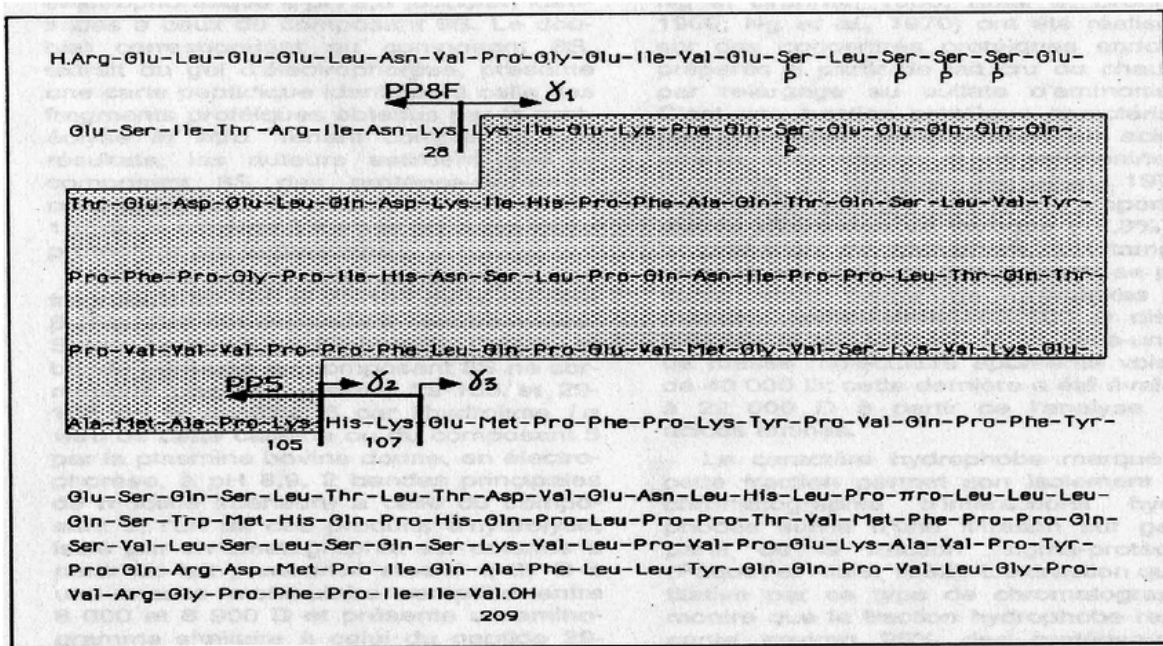 H.Arg-Glu-Leu-Glu-Glu-Leu-Asn-Val-Pro-Gly-Glu-Ile-Val-Glu-Ser-Leu-Ser-Ser-Ser-Glu-
P P P P
PP8F γ1
Glu-Ser-Ile-Thr-Arg-Ile-Asn-Lys-Lys-Ile-Glu-Lys-Phe-Gln-Ser-Glu-Glu-Gln-Gln-Gln-
28 P
Thr-Glu-Asp-Glu-Leu-Gln-Asp-Lys-Ile-His-Pro-Phe-Ala-Gln-Thr-Gln-Ser-Leu-Val-Tyr-
Pro-Phe-Pro-Gly-Pro-Ile-His-Asn-Ser-Leu-Pro-Gln-Asn-Ile-Pro-Pro-Leu-Thr-Gln-Thr-
Pro-Val-Val-Val-Pro-Pro-Phe-Leu-Gln-Pro-Glu-Val-Met-Gly-Val-Ser-Lys-Val-Lys-Glu-
PP5 γ2 γ3
Ala-Met-Ala-Pro-Lys-His-Lys-Glu-Met-Pro-Phe-Pro-Lys-Tyr-Pro-Val-Gln-Pro-Phe-Tyr-
105 107
Glu-Ser-Gln-Ser-Leu-Thr-Leu-Thr-Asp-Val-Glu-Asn-Leu-His-Leu-Pro-πro-Leu-Leu-Leu-
Gln-Ser-Trp-Met-His-Gln-Pro-His-Gln-Pro-Leu-Pro-Pro-Thr-Val-Met-Phe-Pro-Pro-Gln-
Ser-Val-Leu-Ser-Leu-Ser-Gln-Ser-Lys-Val-Leu-Pro-Val-Pro-Glu-Lys-Ala-Val-Pro-Tyr-
Pro-Gln-Arg-Asp-Met-Pro-Ile-Gln-Ala-Phe-Leu-Leu-Tyr-Gln-Gln-Pro-Val-Leu-Gly-Pro-
Val-Arg-Gly-Pro-Phe-Pro-Ile-Ile-Val.OH
209